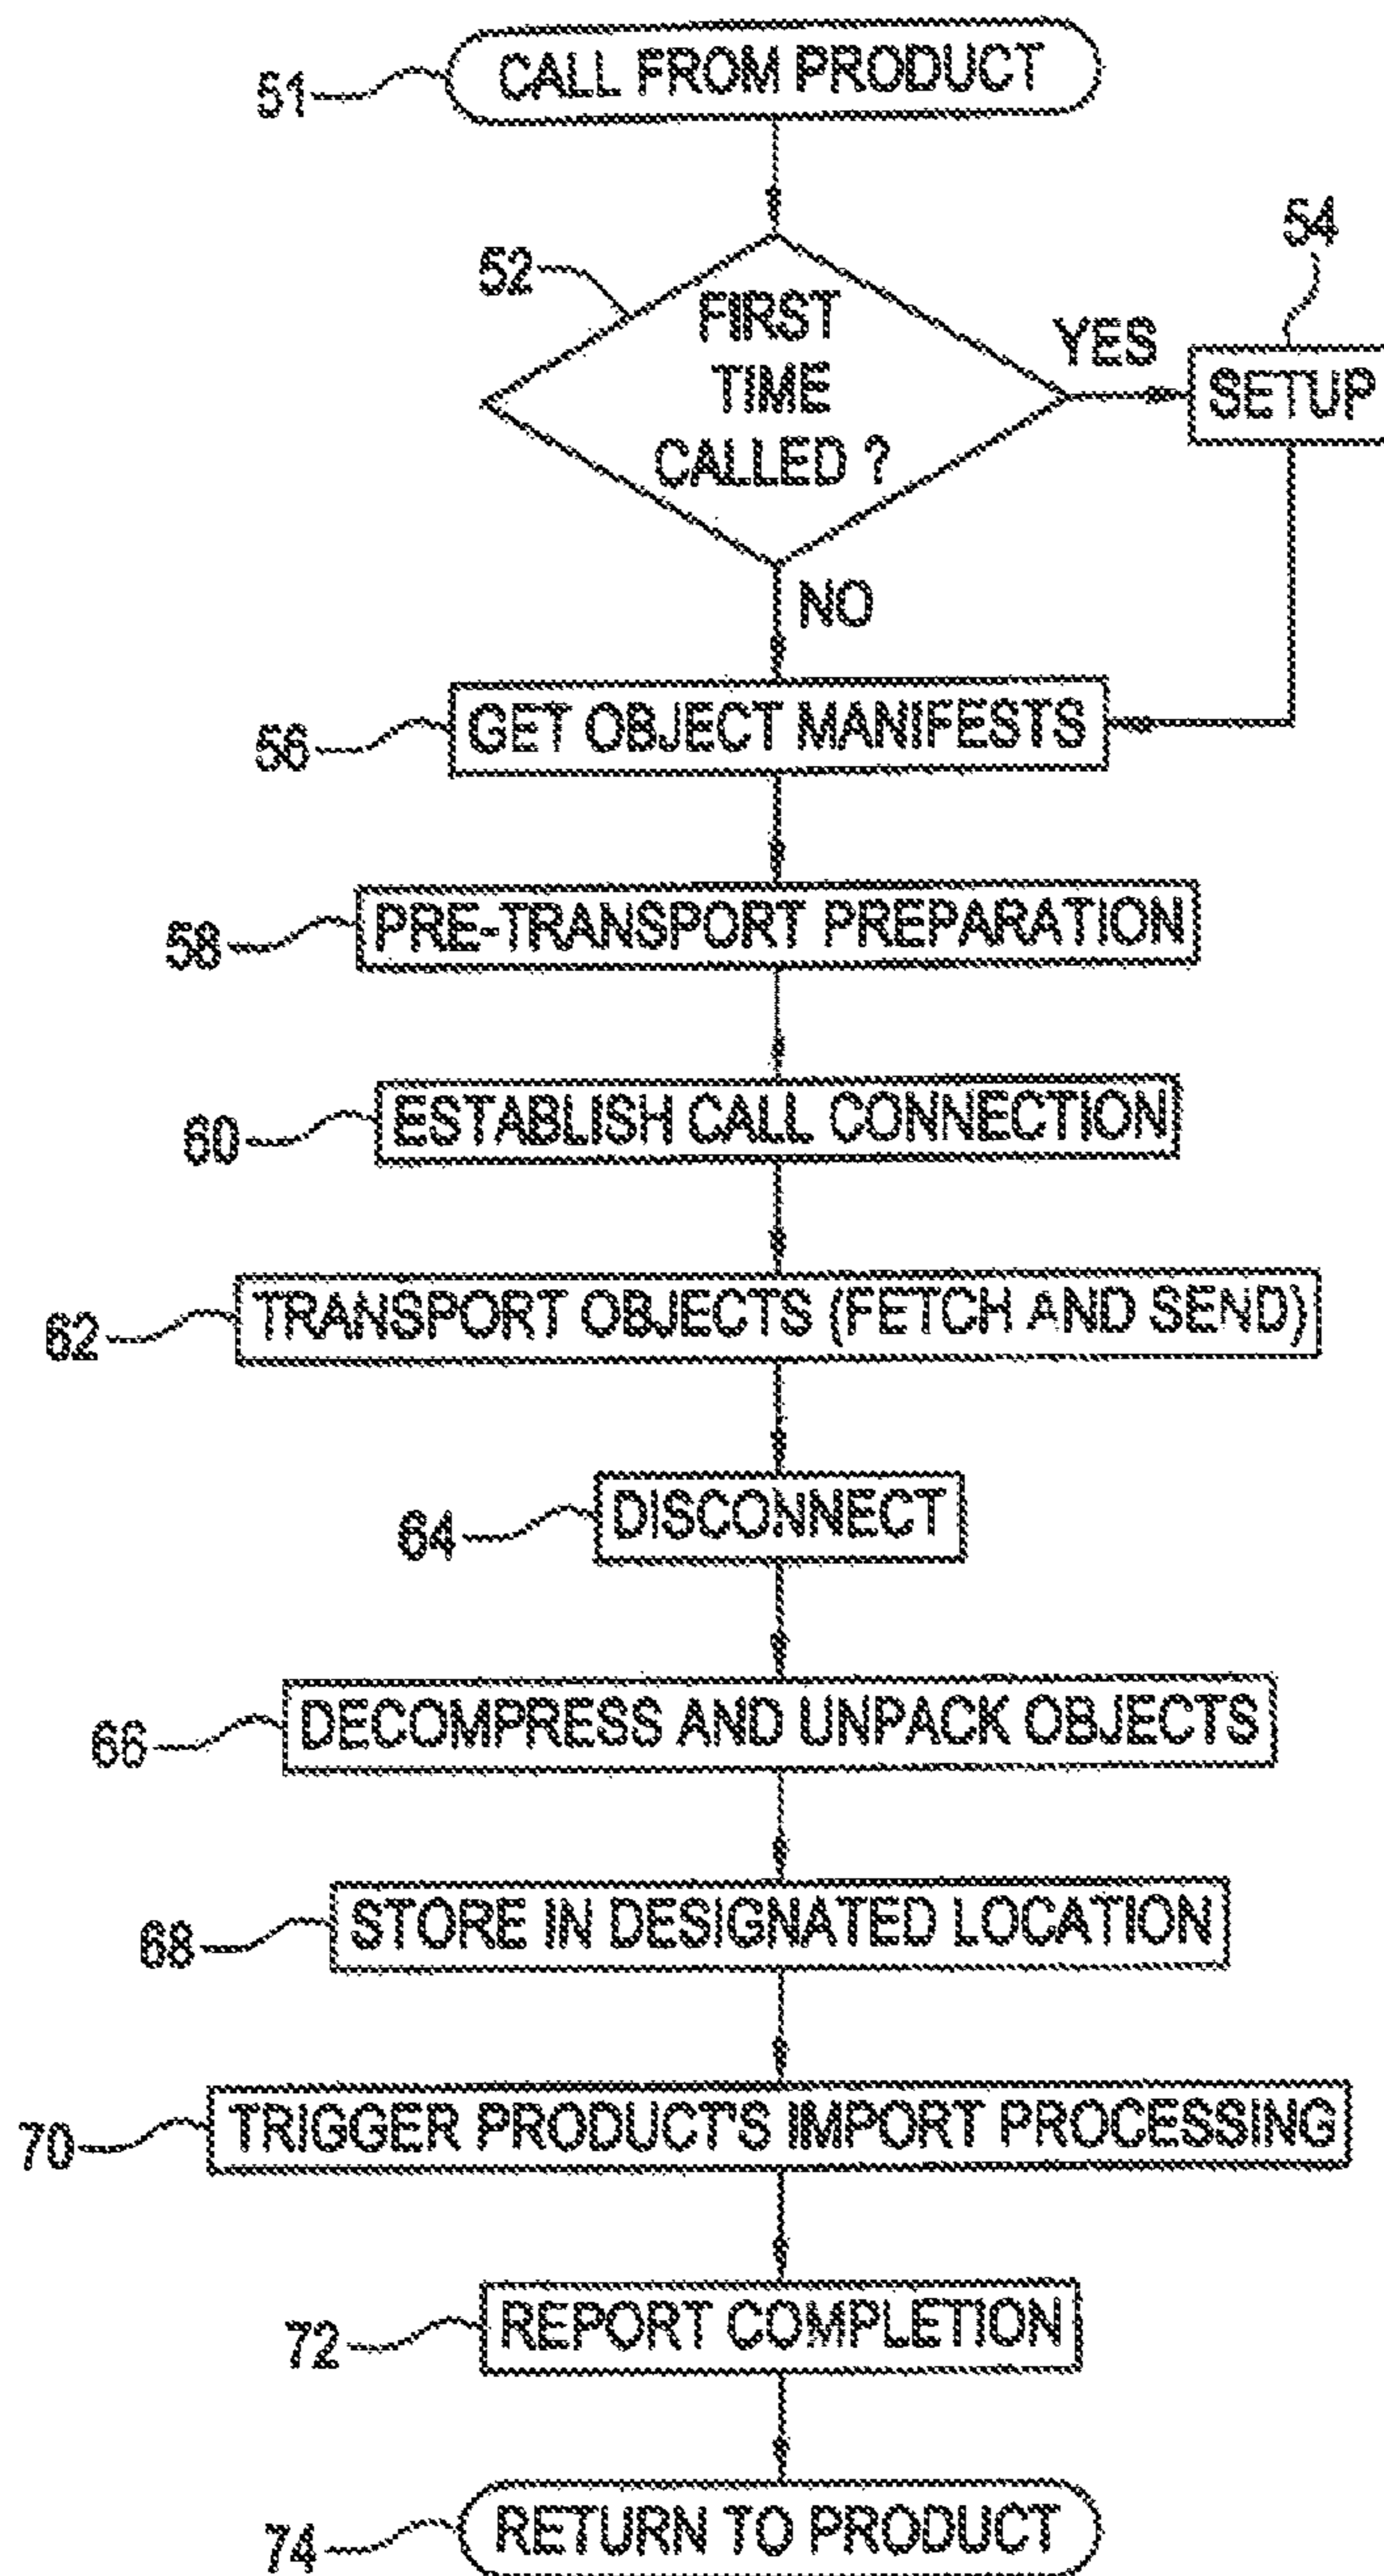 51
CALL FROM PRODUCT
52
FIRST
TIME
CALLED ?
YES
54
SETUP
NO
56
GET OBJECT MANIFESTS
58
PRE-TRANSPORT PREPARATION
60
ESTABLISH CALL CONNECTION
62
TRANSPORT OBJECTS (FETCH AND SEND)
64
DISCONNECT
66
DECOMPRESS AND UNPACK OBJECTS
68
STORE IN DESIGNATED LOCATION
70
TRIGGER PRODUCT'S IMPORT PROCESSING
72
REPORT COMPLETION
74
RETURN TO PRODUCT